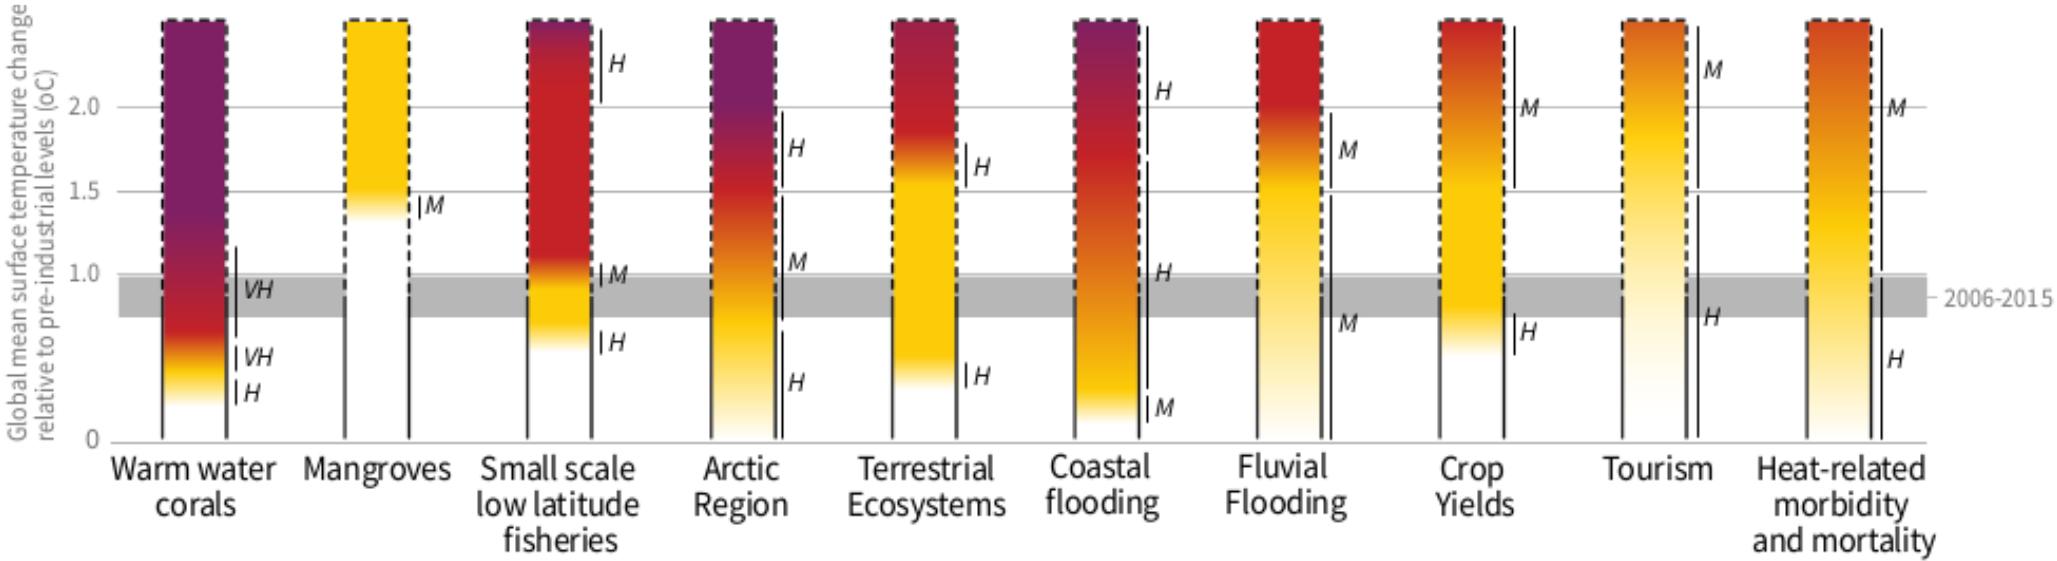 Global mean surface temperature change
relative to pre-industrial levels (oC)
2.0
1.5
1.0
0
VH
VH
H
M
H
M
H
H
M
H
H
H
H
H
M
M
M
M
H
M
H
M
H
2006-2015
Warm water
corals
Mangroves
Small scale
low latitude
fisheries
Arctic
Region
Terrestrial
Ecosystems
Coastal
flooding
Fluvial
Flooding
Crop
Yields
Tourism
Heat-related
morbidity
and mortality